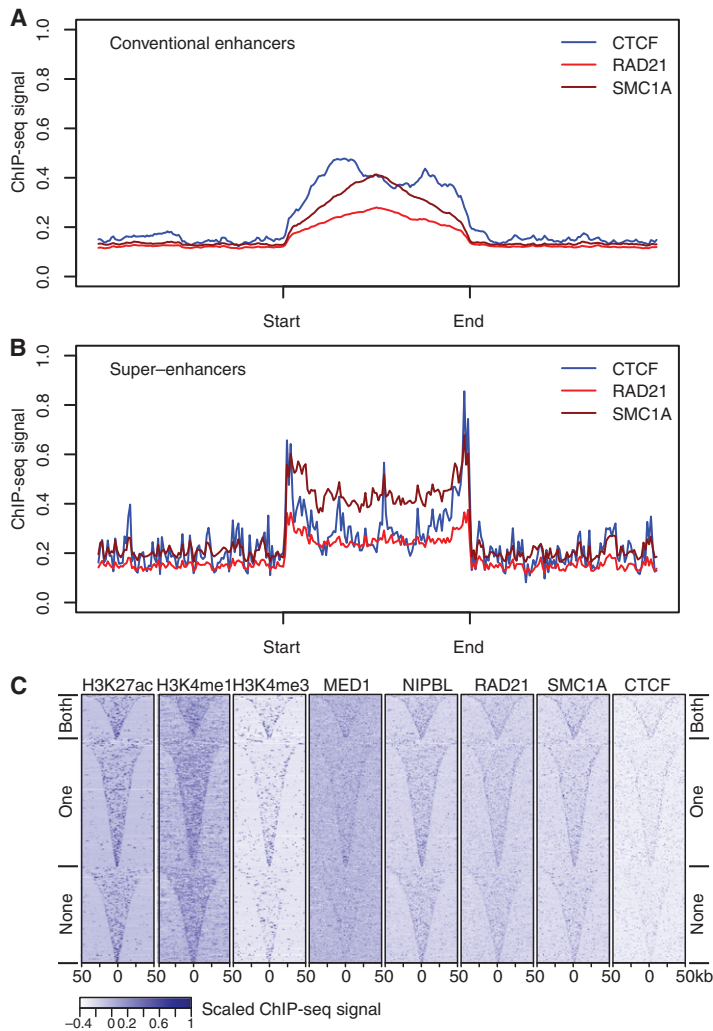 A
Conventional enhancers
CTCF
RAD21
SMC1A
ChIP-seq signal
1.0
0.8
0.6
0.4
0.2
0.0
Start End
B
Super–enhancers
CTCF
RAD21
SMC1A
ChIP-seq signal
1.0
0.8
0.6
0.4
0.2
0.0
Start End
C
H3K27ac H3K4me1 H3K4me3 MED1 NIPBL RAD21 SMC1A CTCF
Both Both
One One
None None
50 0 50 0 50 0 50 0 50 0 50 0 50 0 50 0 50kb
−0.4 0 0.2 0.6 1
Scaled ChIP-seq signal